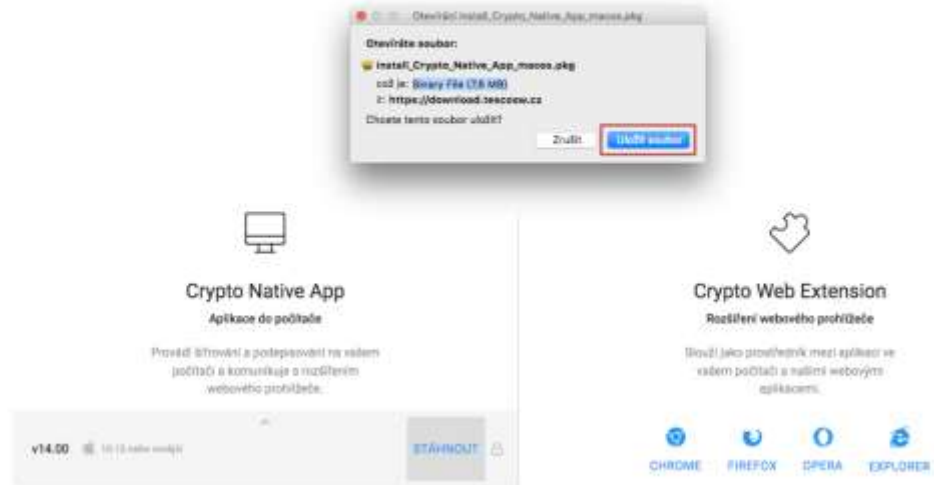 Otevírání install_Crypto_Native_App_macos.pkg
Otevíráte soubor:
install_Crypto_Native_App_macos.pkg
což je: Binary File (7,6 MB)
z: https://download.tescosw.cz
Chcete tento soubor uložit?
Zrušit
Uložit soubor
Crypto Native App
Aplikace do počítače
Provádí šifrování a podepisování na vašem
počítači a komunikuje s rozšířením
webového prohlížeče.
v14.00
nebo novější
STÁHNOUT
Crypto Web Extension
Rozšíření webového prohlížeče
Slouží jako prostředník mezi aplikací ve
vašem počítači a našimi webovými
aplikacemi.
CHROME FIREFOX OPERA EXPLORER